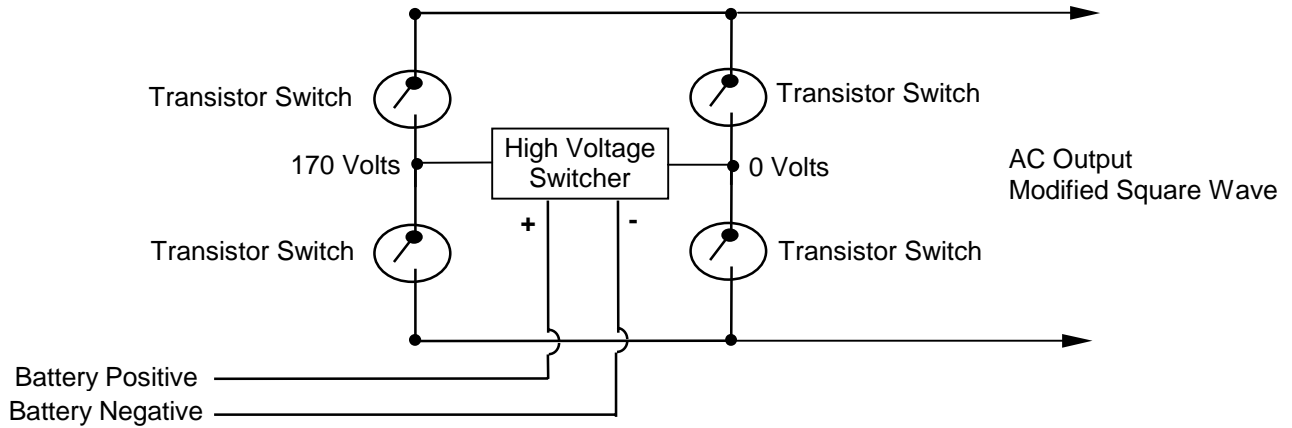 Transistor Switch
Transistor Switch
170 Volts
High Voltage
Switcher
0 Volts
AC Output
Modified Square Wave
+
-
Transistor Switch
Transistor Switch
Battery Positive
Battery Negative